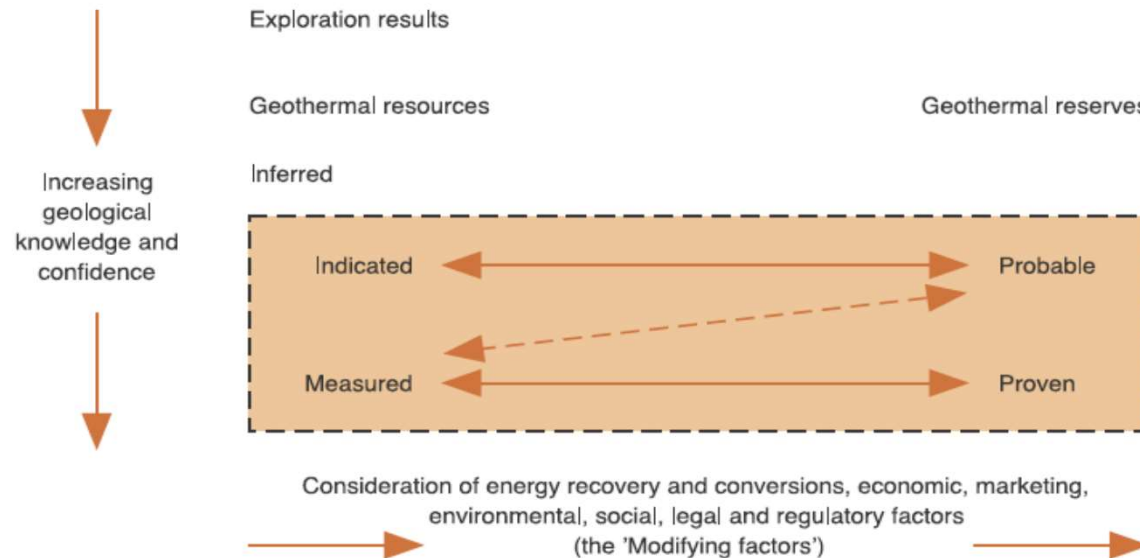 Exploration results
Geothermal resources
Geothermal reserves
Inferred
Increasing
geological
knowledge and
confidence
Indicated
Probable
Measured
Proven
Consideration of energy recovery and conversions, economic, marketing,
environmental, social, legal and regulatory factors
(the 'Modifying factors')